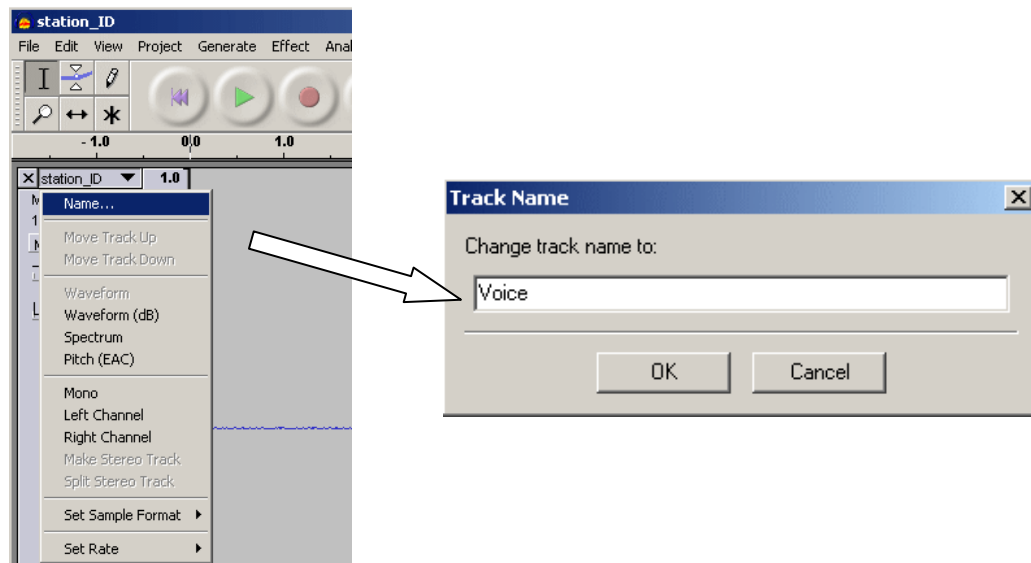 station_ID
File Edit View Project Generate Effect Anal
- 1.0 0.0 1.0
station_ID 1.0
Name...
Move Track Up
Move Track Down
Waveform
Waveform (dB)
Spectrum
Pitch (EAC)
Mono
Left Channel
Right Channel
Make Stereo Track
Split Stereo Track
Set Sample Format
Set Rate
Track Name
Change track name to:
Voice
OK Cancel